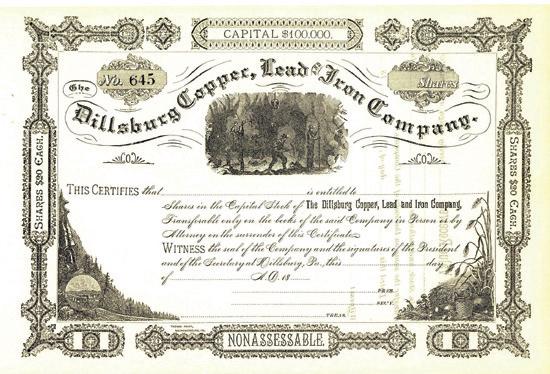 CAPITAL $100,000.
No. 645
Shares
The Dillsburg Copper, Lead and Iron Company.
SHARES $20 EACH.
SHARES $20 EACH.
THIS CERTIFIES that is entitled to
Shares in the Capital Stock of The Dillsburg Copper, Lead and Iron Company,
Transferable only on the books of the said Company in Person or by
Attorney on the surrender of this Certificate.
WITNESS the seal of the Company and the signatures of the President
and of the Secretary at Dillsburg, Pa., this day
of A.D. 18
PRES.
SEC'Y.
TREAS.
NONASSESSABLE.